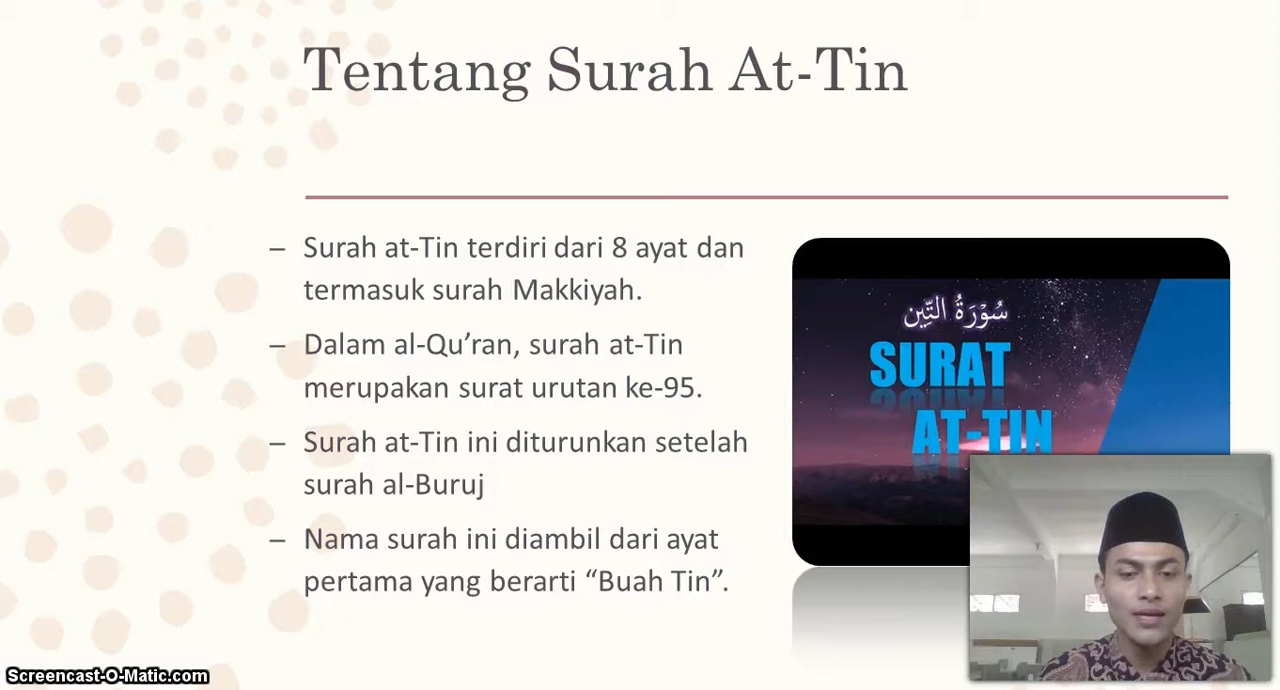 Tentang Surah At-Tin
– Surah at-Tin terdiri dari 8 ayat dan
termasuk surah Makkiyah.
– Dalam al-Qu’ran, surah at-Tin
merupakan surat urutan ke-95.
– Surah at-Tin ini diturunkan setelah
surah al-Buruj
– Nama surah ini diambil dari ayat
pertama yang berarti “Buah Tin”.
سُوْرَةُ التِّيْن
SURAT
AT-TIN
Screencast-O-Matic.com